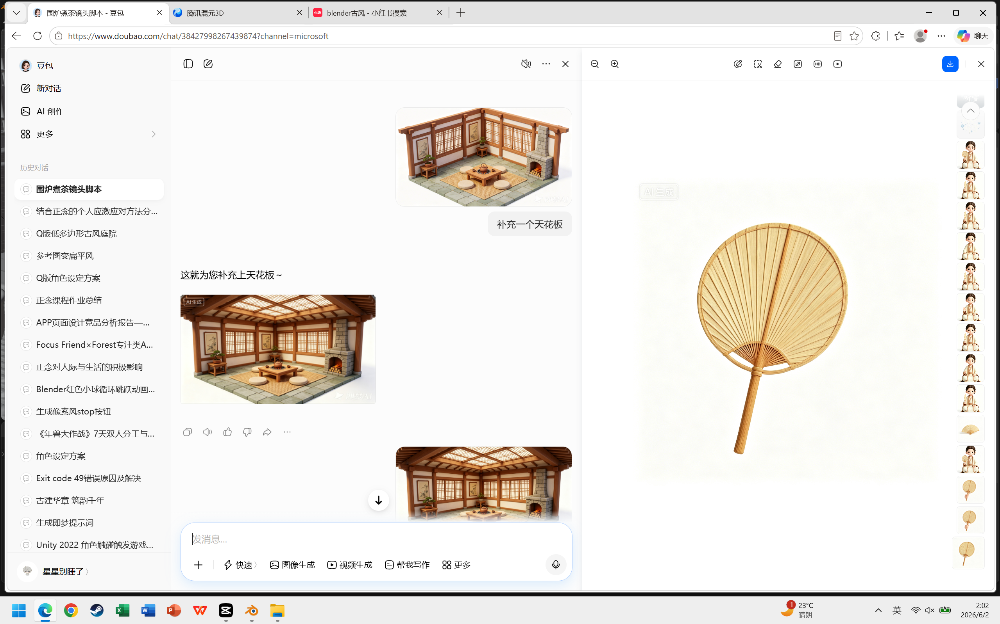 围炉煮茶镜头脚本 - 豆包
腾讯混元3D
小红书
blender古风 - 小红书搜索
https://www.doubao.com/chat/38427998267439874?channel=microsoft
聊天
豆包
新对话
AI 创作
更多
历史对话
围炉煮茶镜头脚本
结合正念的个人应激应对方法分...
Q版低多边形古风庭院
参考图变扁平风
Q版角色设定方案
正念课程作业总结
APP页面设计竞品分析报告—...
Focus Friend×Forest专注类A...
正念对人际与生活的积极影响
Blender红色小球循环跳跃动画...
生成像素风stop按钮
《年兽大作战》7天双人分工与...
角色设定方案
Exit code 49错误原因及解决
古建华章 筑韵千年
生成即梦提示词
Unity 2022 角色触碰触发游戏...
星星别睡了
即梦AI
补充一个天花板
这就为您补充上天花板～
AI 生成
即梦AI
发消息...
快速
图像生成
视频生成
帮我写作
更多
HD
AI 生成
1
23°C
晴朗
英
2:02
2026/6/2